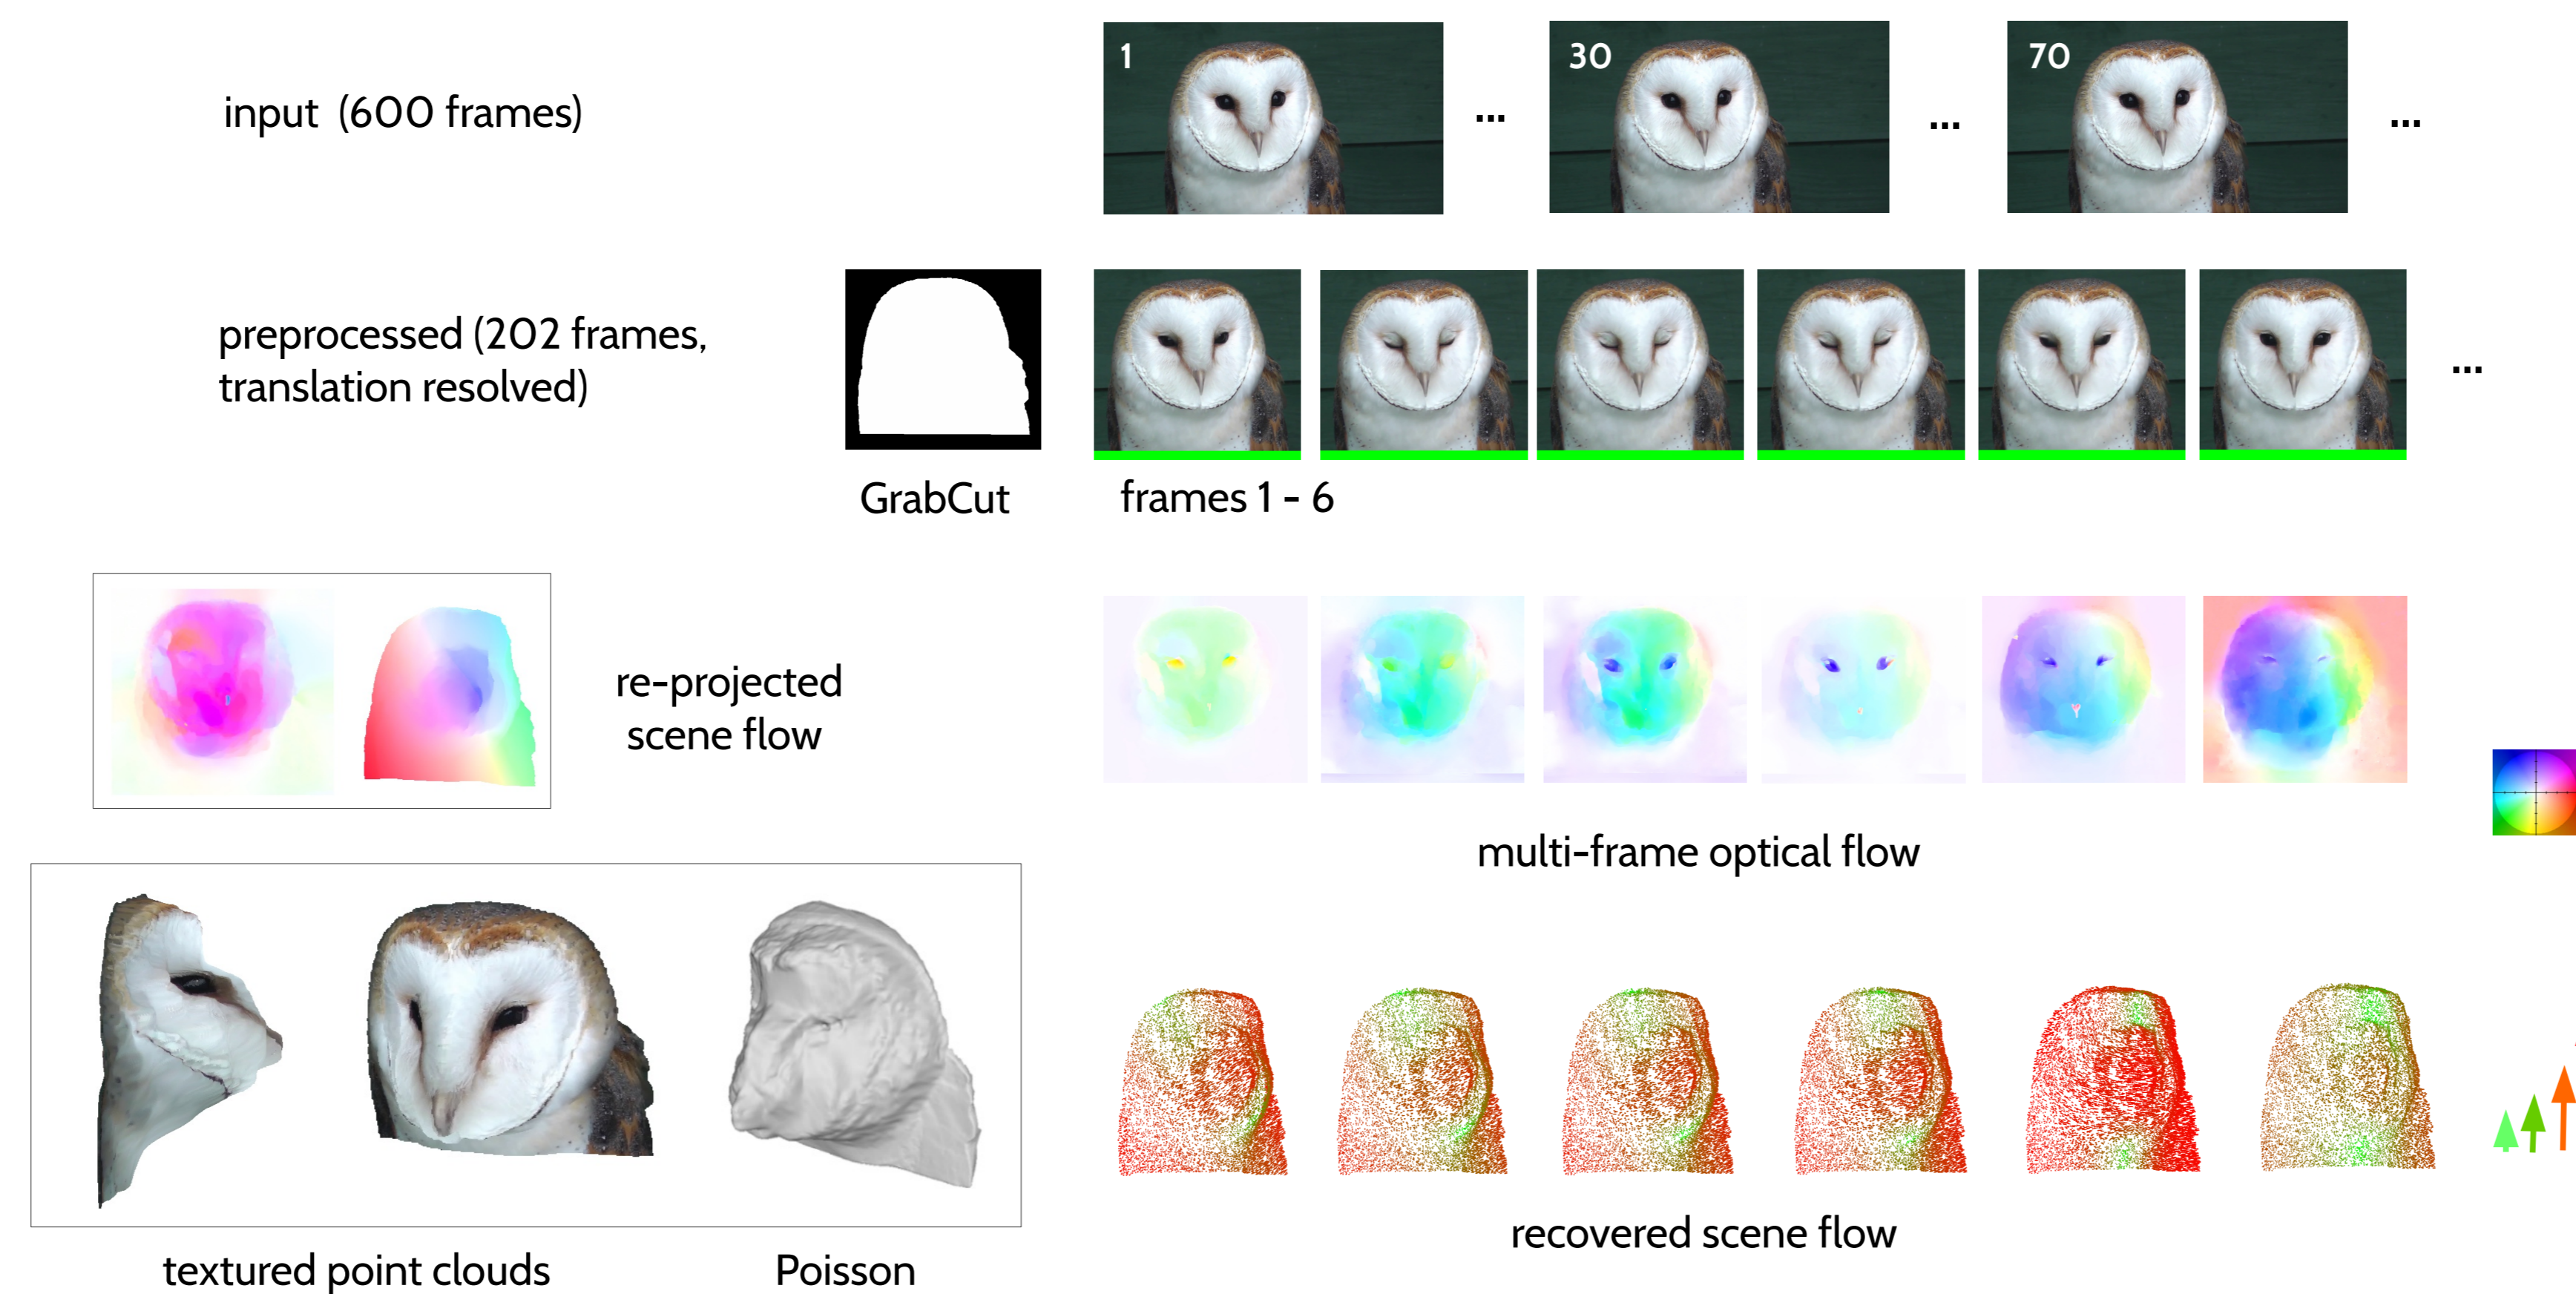 input (600 frames)
1
...
30
...
70
...
preprocessed (202 frames,
translation resolved)
GrabCut
frames 1 - 6
...
re-projected
scene flow
multi-frame optical flow
textured point clouds
Poisson
recovered scene flow